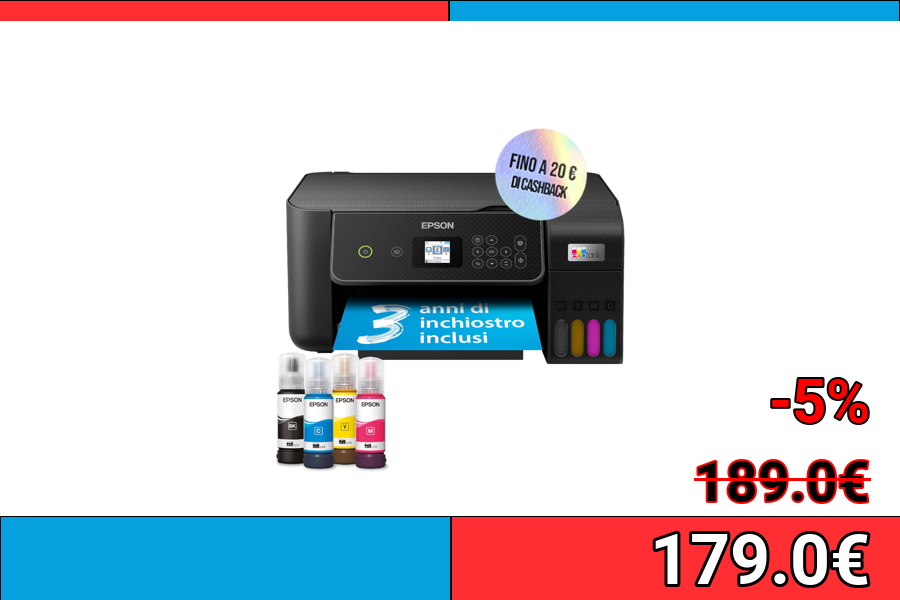 FINO A 20 €
DI CASHBACK
EPSON
3 anni di
inchiostro
inclusi
EPSON
EPSON
EPSON
EPSON
BK
C
Y
M
-5%
189.0€
179.0€